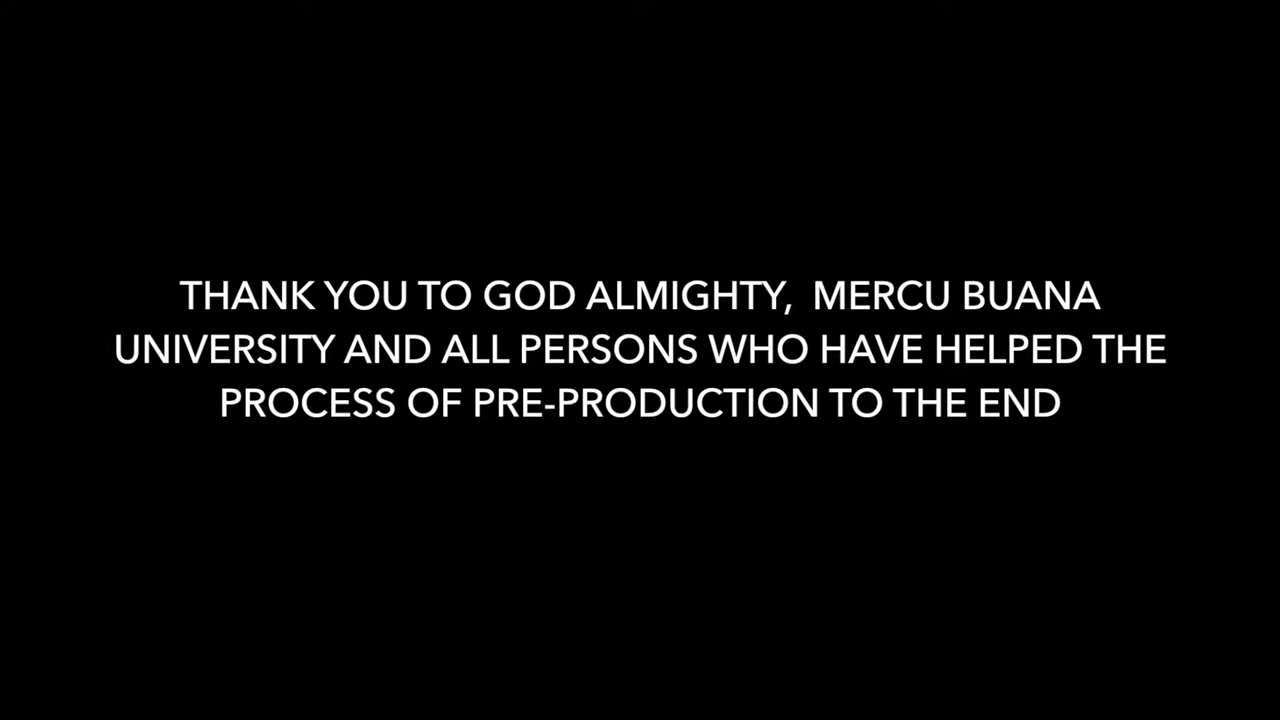 THANK YOU TO GOD ALMIGHTY,  MERCU BUANA
UNIVERSITY AND ALL PERSONS WHO HAVE HELPED THE
PROCESS OF PRE-PRODUCTION TO THE END